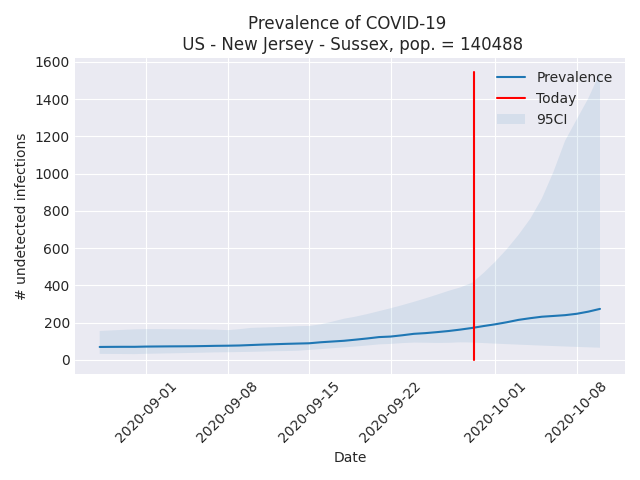 Prevalence of COVID-19
US - New Jersey - Sussex, pop. = 140488
1600
1400
1200
1000
800
600
400
200
0
# undetected infections
Prevalence
Today
95CI
2020-09-01
2020-09-08
2020-09-15
2020-09-22
2020-10-01
2020-10-08
Date